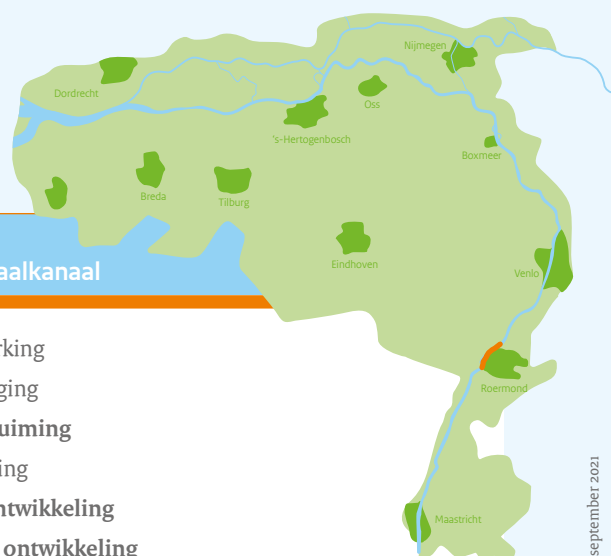 Nijmegen
Dordrecht
Oss
's-Hertogenbosch
Boxmeer
Breda
Tilburg
Eindhoven
Venlo
aalkanaal
rking
ging
uiming
Roermond
ing
ntwikkeling
Maastricht
ontwikkeling
september 2021